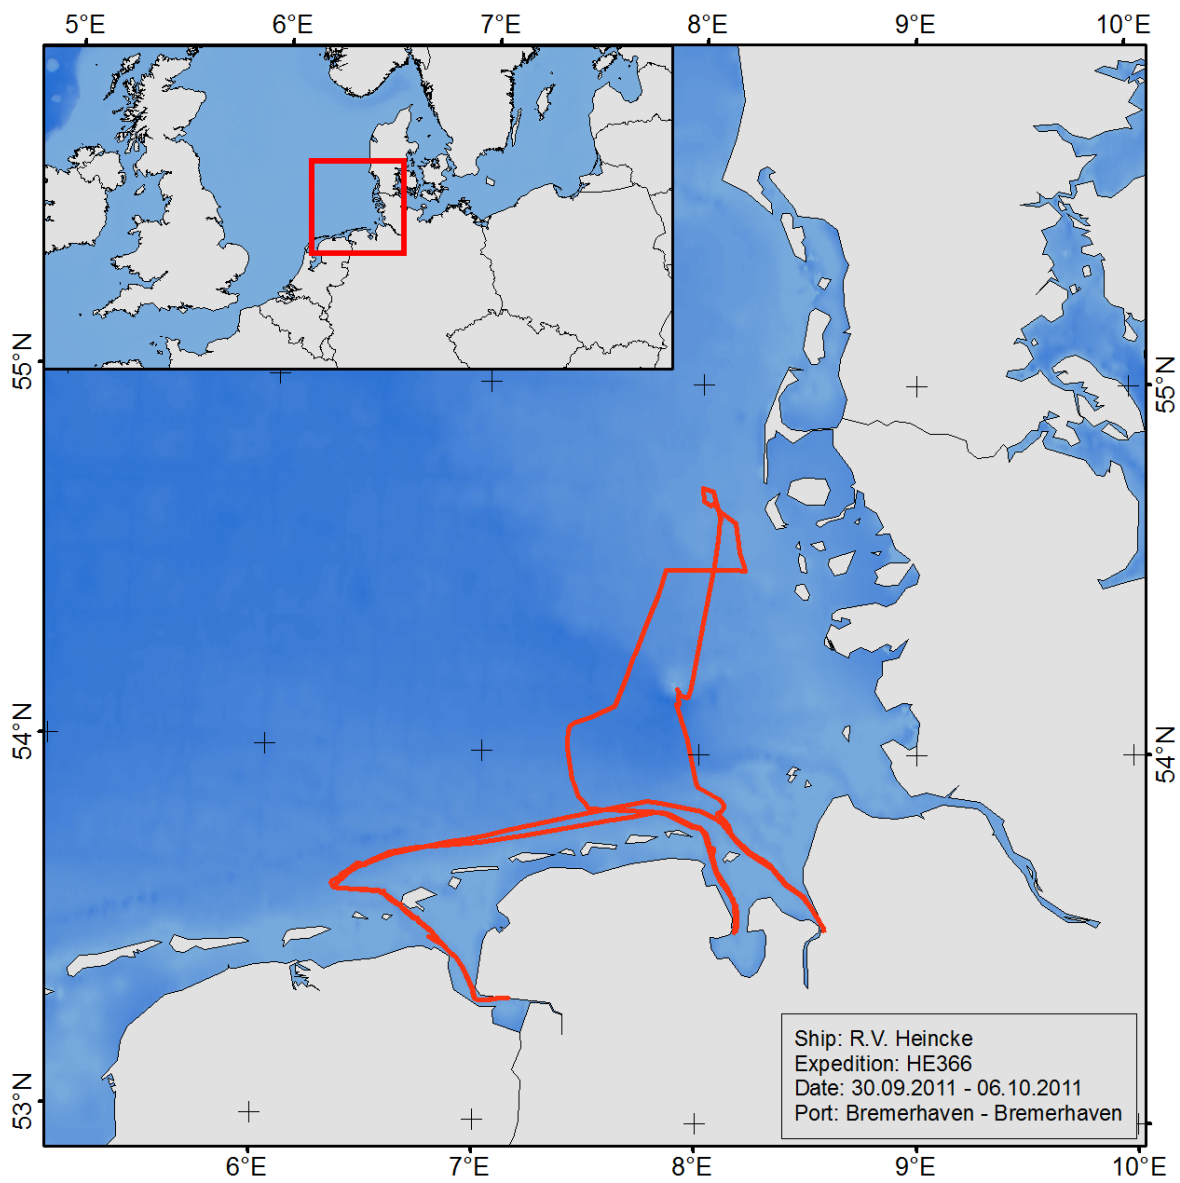 5°E 6°E 7°E 8°E 9°E 10°E
55°N 55°N
54°N 54°N
53°N
Ship: R.V. Heincke
Expedition: HE366
Date: 30.09.2011 - 06.10.2011
Port: Bremerhaven - Bremerhaven
6°E 7°E 8°E 9°E 10°E